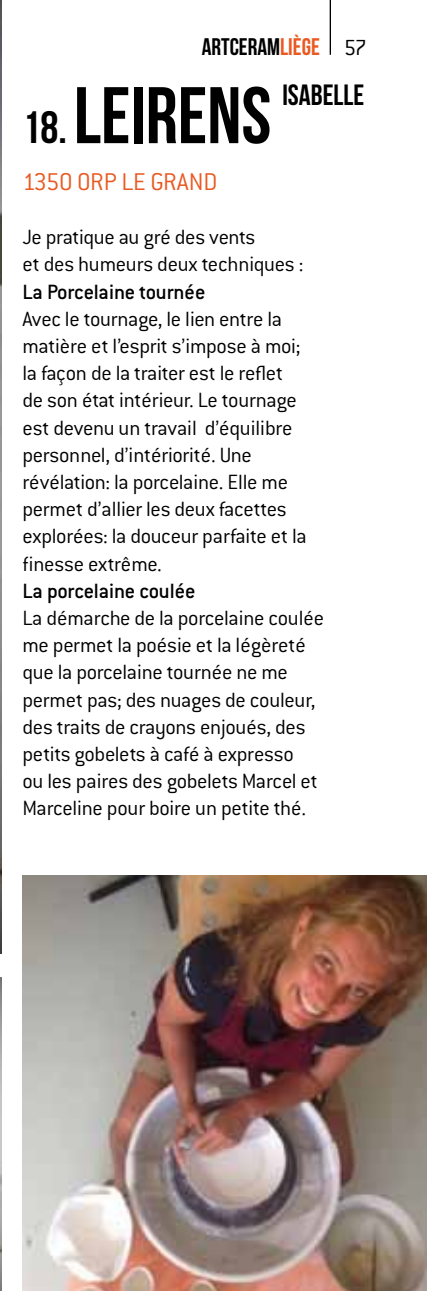 ARTCERAMLIÈGE 57
18. LEIRENS ISABELLE
1350 ORP LE GRAND
Je pratique au gré des vents
et des humeurs deux techniques :
La Porcelaine tournée
Avec le tournage, le lien entre la
matière et l'esprit s'impose à moi;
la façon de la traiter est le reflet
de son état intérieur. Le tournage
est devenu un travail d'équilibre
personnel, d'intériorité. Une
révélation: la porcelaine. Elle me
permet d'allier les deux facettes
explorées: la douceur parfaite et la
finesse extrême.
La porcelaine coulée
La démarche de la porcelaine coulée
me permet la poésie et la légèreté
que la porcelaine tournée ne me
permet pas; des nuages de couleur,
des traits de crayons enjoués, des
petits gobelets à café à expresso
ou les paires des gobelets Marcel et
Marceline pour boire un petite thé.